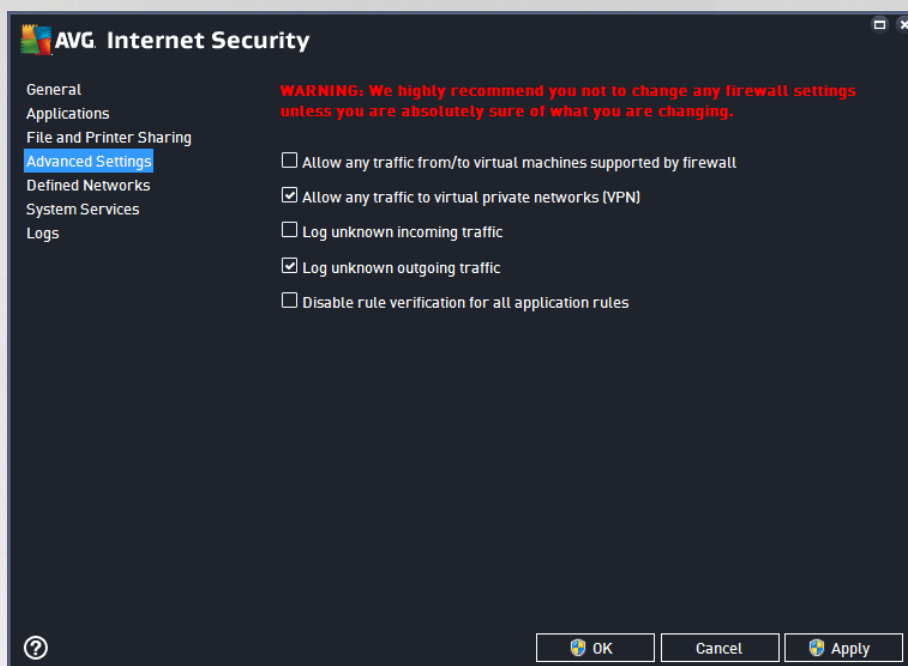 AVG. Internet Security
General
Applications
File and Printer Sharing
Advanced Settings
Defined Networks
System Services
Logs
WARNING: We highly recommend you not to change any firewall settings
unless you are absolutely sure of what you are changing.
Allow any traffic from/to virtual machines supported by firewall
Allow any traffic to virtual private networks (VPN)
Log unknown incoming traffic
Log unknown outgoing traffic
Disable rule verification for all application rules
?
OK
Cancel
Apply